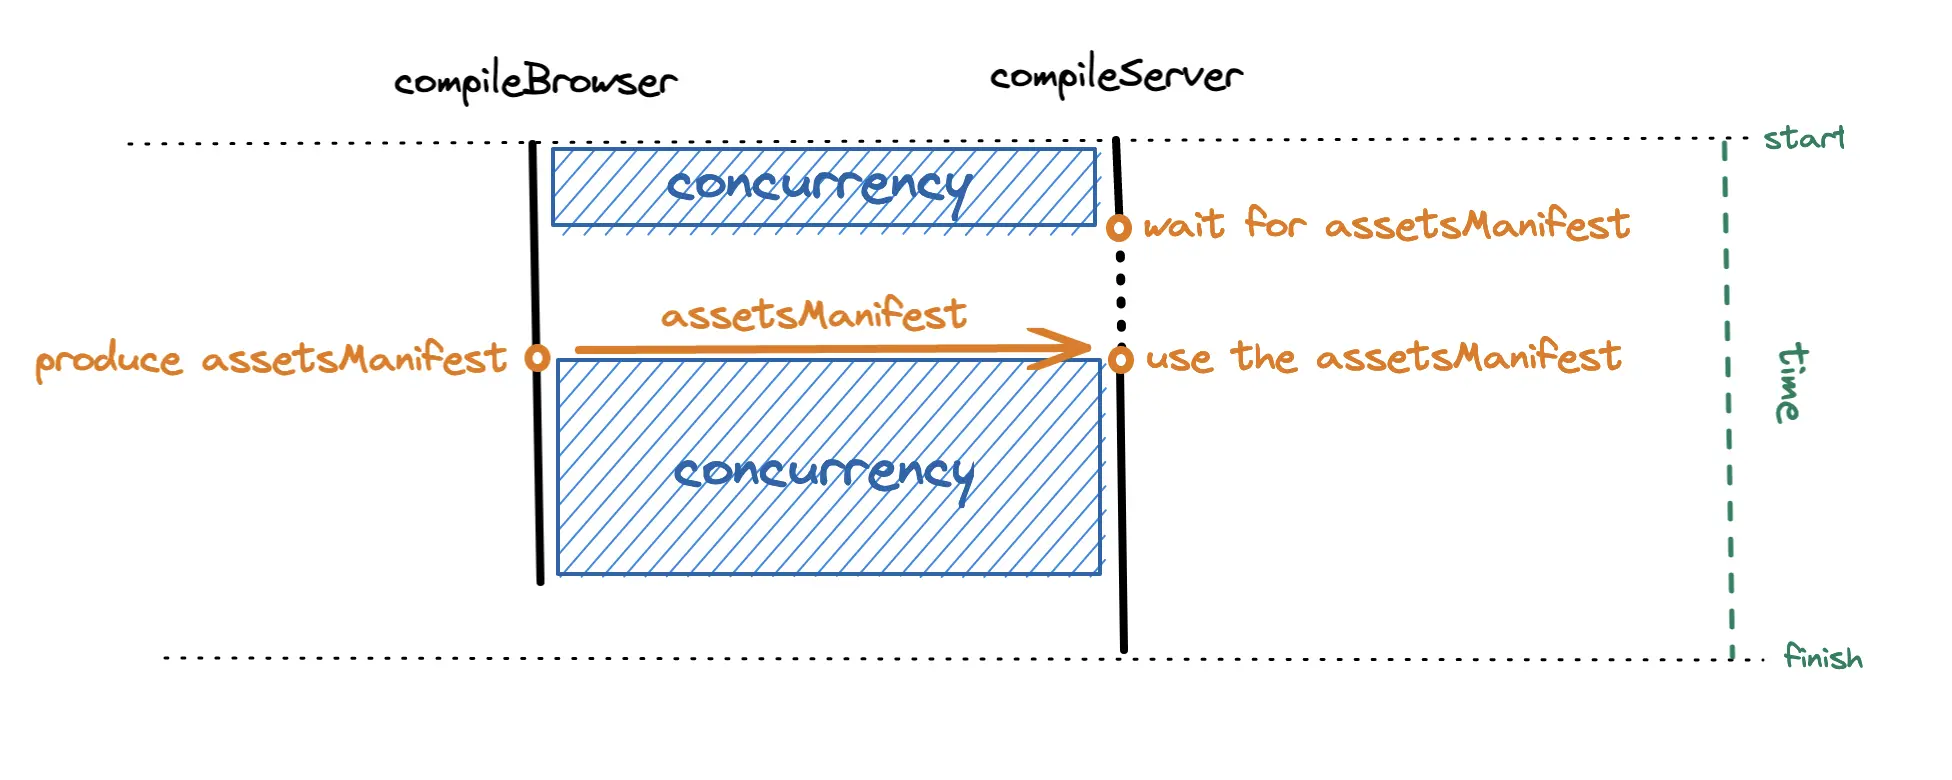 compileBrowser
compileServer
start
concurrency
wait for assetsManifest
assetsManifest
produce assetsManifest
use the assetsManifest
time
concurrency
finish